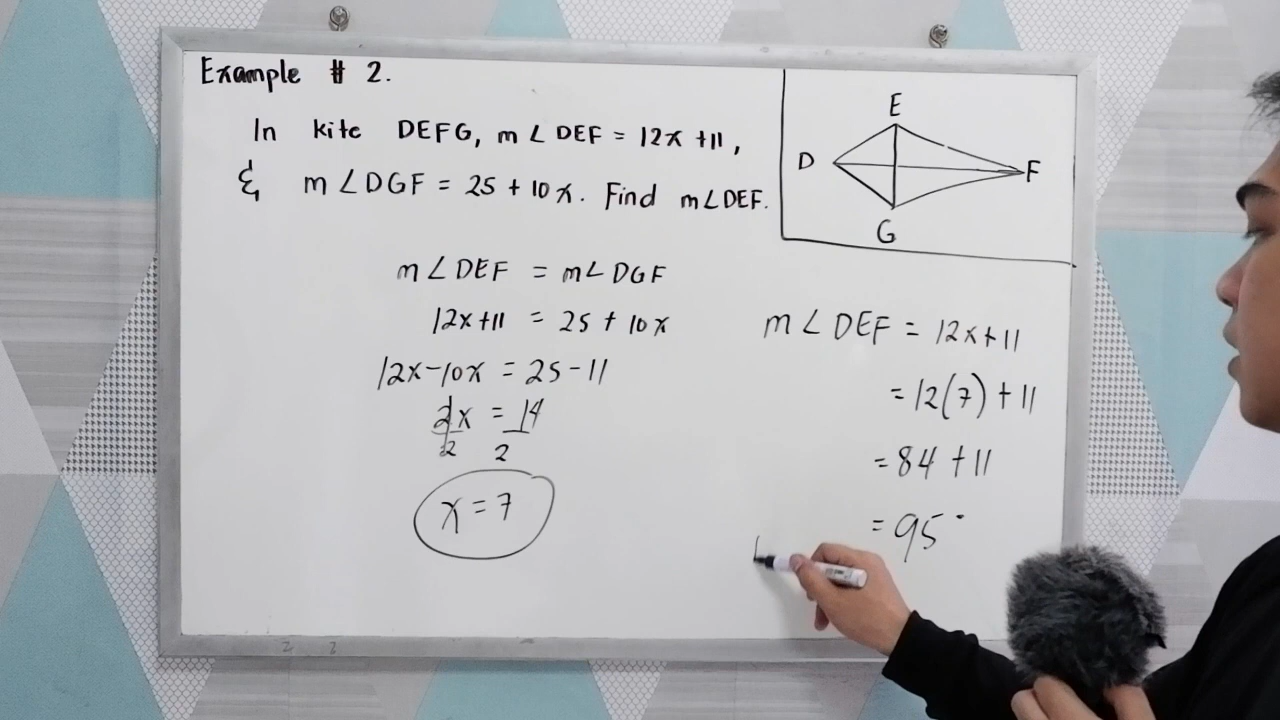 Example # 2.
In kite DEFG, m∠DEF = 12x + 11,
& m∠DGF = 25 + 10x. Find m∠DEF.
E
D
F
G
m∠DEF = m∠DGF
12x+11 = 25 + 10x
12x-10x = 25-11
2x = 14
2 2
x = 7
m∠DEF = 12x+11
= 12(7) + 11
= 84 + 11
= 95°